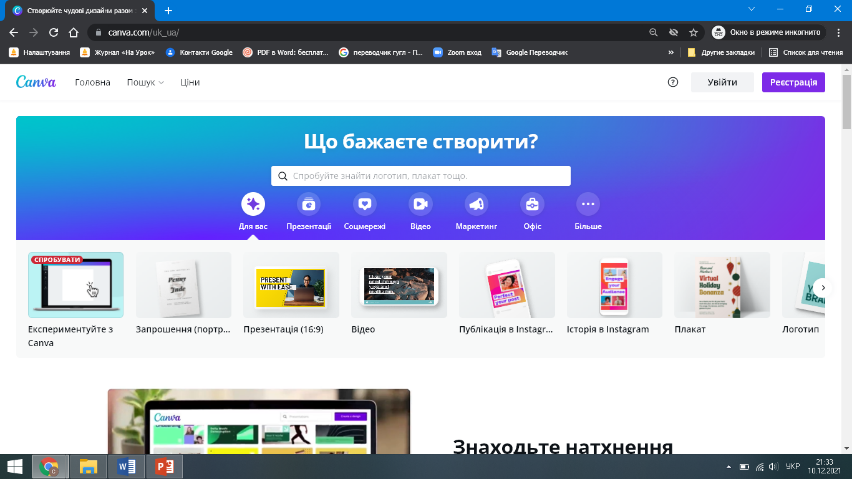 Створюйте чудові дизайни разом
canva.com/uk_ua/
Окно в режиме инкогнито
Налаштування
Журнал «На Урок»
Контакти Google
PDF в Word: бесплат...
переводчик гугл - П...
Zoom вход
Google Переводчик
»
Другие закладки
Список для чтения
Canva
Головна
Пошук
Ціни
Увійти
Реєстрація
Що бажаєте створити?
Спробуйте знайти логотип, плакат тощо.
Для вас
Презентації
Соцмережі
Відео
Маркетинг
Офіс
Більше
СПРОБУВАТИ
PRESENT
WITH EASE
Virtual
Holiday
Bonanza
Експериментуйте з
Canva
Запрошення (портр...
Презентація (16:9)
Відео
Публікація в Instagr...
Історія в Instagram
Плакат
Логотип
Canva
Знаходьте натхнення
УКР
21:33
10.12.2021